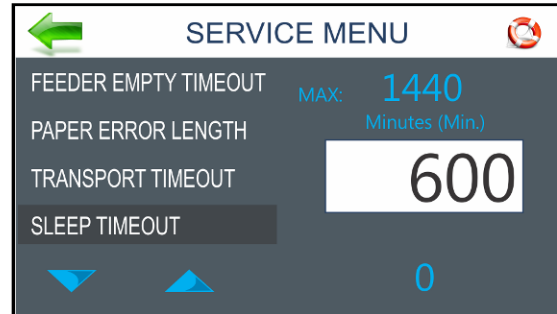 SERVICE MENU
FEEDER EMPTY TIMEOUT
PAPER ERROR LENGTH
TRANSPORT TIMEOUT
SLEEP TIMEOUT
MAX: 1440
Minutes (Min.)
600
0